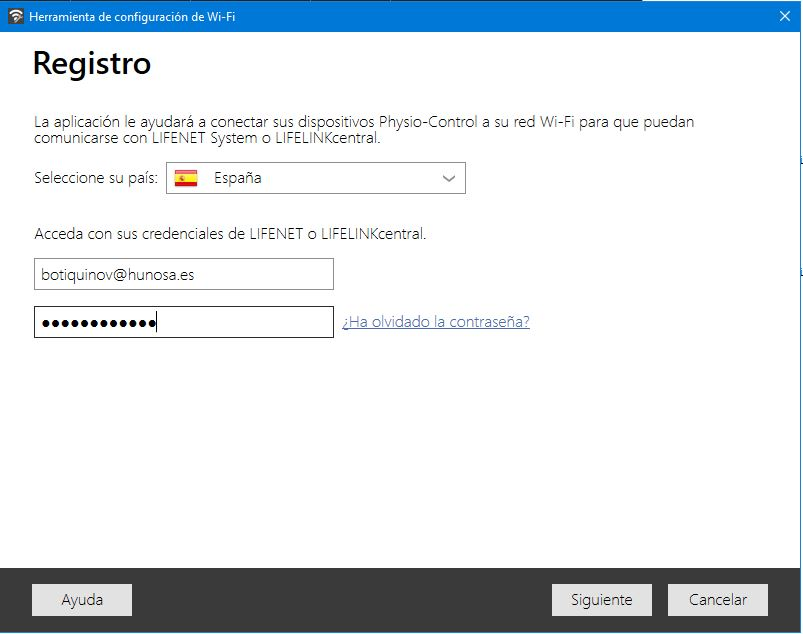 Herramienta de configuración de Wi-Fi
Registro
La aplicación le ayudará a conectar sus dispositivos Physio-Control a su red Wi-Fi para que puedan
comunicarse con LIFENET System o LIFELINKcentral.
Seleccione su país: España
Acceda con sus credenciales de LIFENET o LIFELINKcentral.
botiquinov@hunosa.es
●●●●●●●●●●●● ¿Ha olvidado la contraseña?
Ayuda Siguiente Cancelar